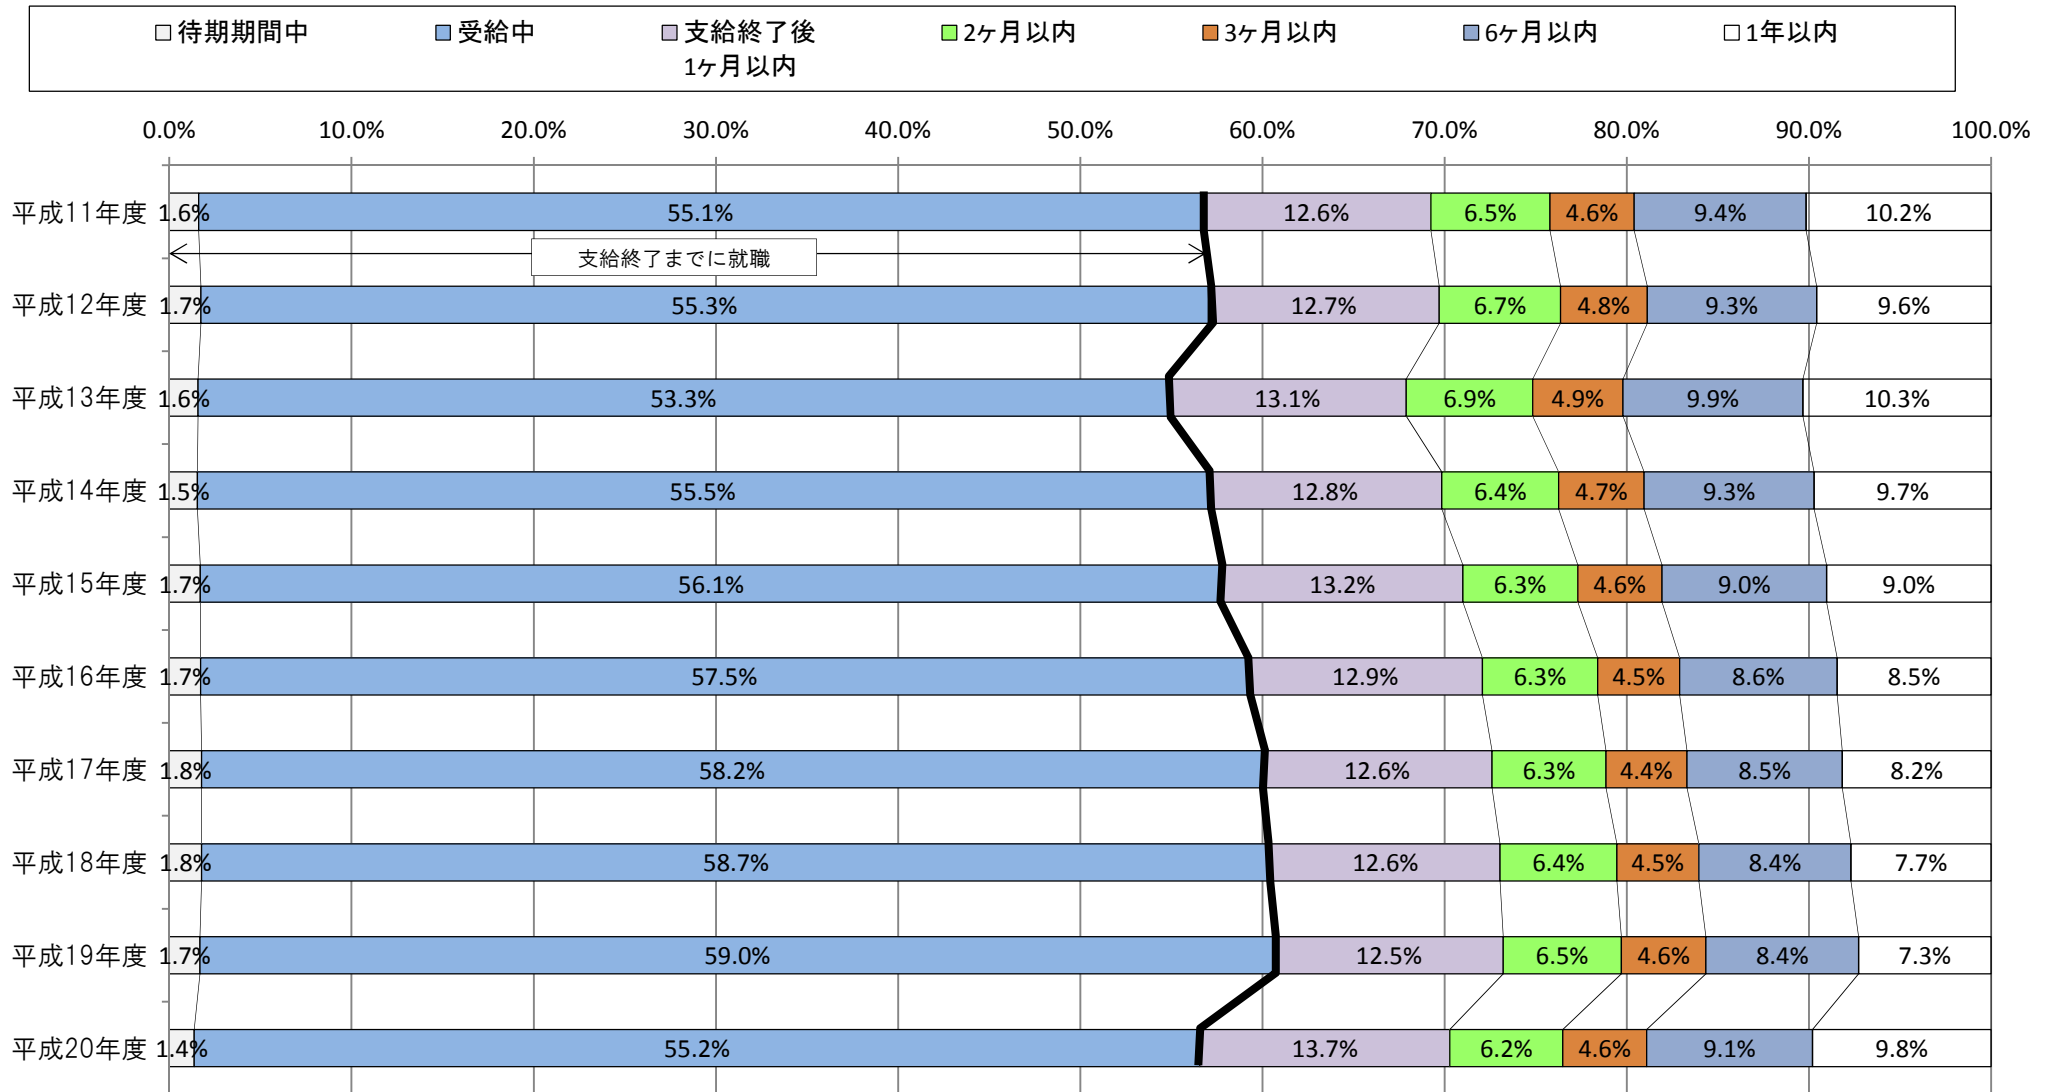 待期期間中 受給中 支給終了後 2ヶ月以内 3ヶ月以内 6ヶ月以内 1年以内
1ヶ月以内
0.0% 10.0% 20.0% 30.0% 40.0% 50.0% 60.0% 70.0% 80.0% 90.0% 100.0%
平成11年度 1.6% 55.1% 12.6% 6.5% 4.6% 9.4% 10.2%
支給終了までに就職
平成12年度 1.7% 55.3% 12.7% 6.7% 4.8% 9.3% 9.6%
平成13年度 1.6% 53.3% 13.1% 6.9% 4.9% 9.9% 10.3%
平成14年度 1.5% 55.5% 12.8% 6.4% 4.7% 9.3% 9.7%
平成15年度 1.7% 56.1% 13.2% 6.3% 4.6% 9.0% 9.0%
平成16年度 1.7% 57.5% 12.9% 6.3% 4.5% 8.6% 8.5%
平成17年度 1.8% 58.2% 12.6% 6.3% 4.4% 8.5% 8.2%
平成18年度 1.8% 58.7% 12.6% 6.4% 4.5% 8.4% 7.7%
平成19年度 1.7% 59.0% 12.5% 6.5% 4.6% 8.4% 7.3%
平成20年度 1.4% 55.2% 13.7% 6.2% 4.6% 9.1% 9.8%